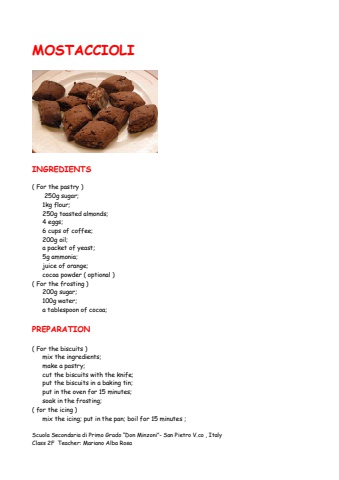 MOSTACCIOLI
INGREDIENTS
( For the pastry )
250g sugar;
1kg flour;
250g toasted almonds;
4 eggs;
6 cups of coffee;
200g oil;
a packet of yeast;
5g ammonia;
juice of orange;
cocoa powder ( optional )
( For the frosting )
200g sugar;
100g water;
a tablespoon of cocoa;
PREPARATION
( For the biscuits )
mix the ingredients;
make a pastry;
cut the biscuits with the knife;
put the biscuits in a baking tin;
put in the oven for 15 minutes;
soak in the frosting;
( for the icing )
mix the icing; put in the pan; boil for 15 minutes ;
Scuola Secondaria di Primo Grado "Don Minzoni"- San Pietro V.co , Italy
Class 2F Teacher: Mariano Alba Rosa